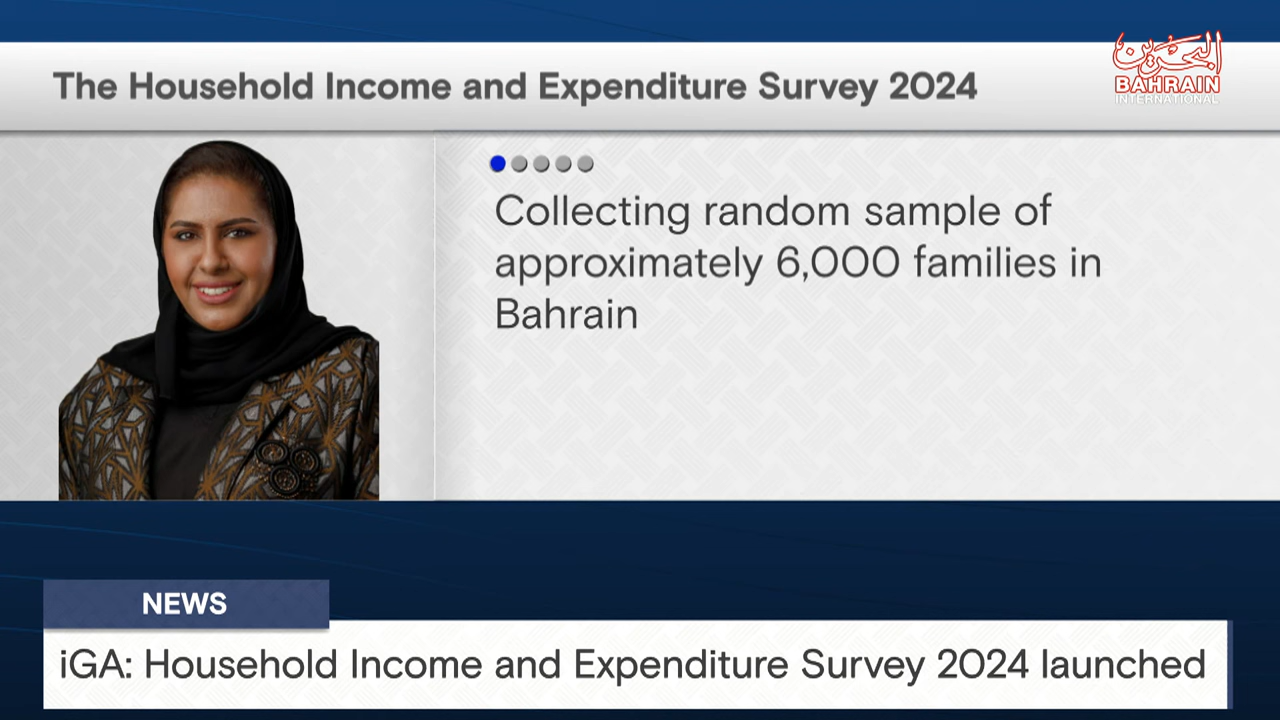 The Household Income and Expenditure Survey 2024
البحرين
BAHRAIN
INTERNATIONAL
Collecting random sample of
approximately 6,000 families in
Bahrain
NEWS
iGA: Household Income and Expenditure Survey 2024 launched